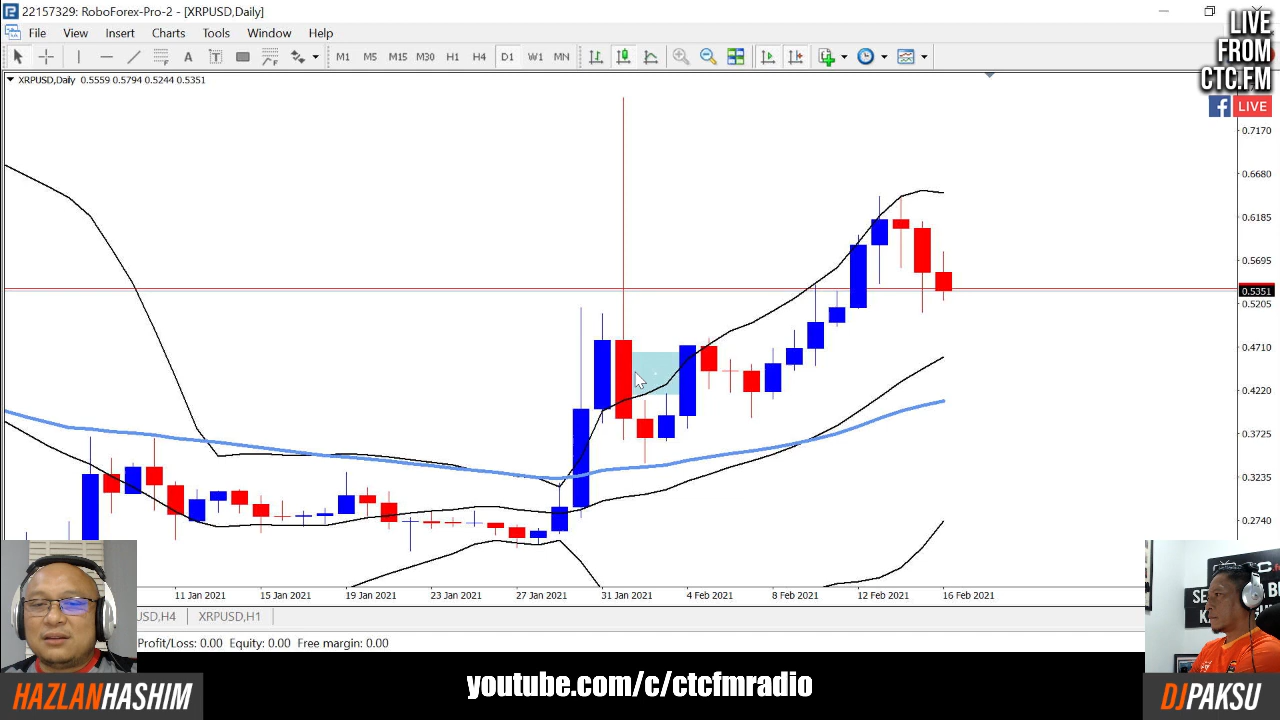 22157329: RoboForex-Pro-2 - [XRPUSD,Daily]
File View Insert Charts Tools Window Help
LIVE
FROM
CTC.FM
f LIVE
A T M1 M5 M15 M30 H1 H4 D1 W1 MN
XRPUSD,Daily 0.5559 0.5794 0.5244 0.5351
0.7170
0.6680
0.6185
0.5695
0.5351
0.5205
0.4710
0.4220
0.3725
0.3235
0.2740
11 Jan 2021 15 Jan 2021 19 Jan 2021 23 Jan 2021 27 Jan 2021 31 Jan 2021 4 Feb 2021 8 Feb 2021 12 Feb 2021 16 Feb 2021
USD,H4 XRPUSD,H1
Profit/Loss: 0.00 Equity: 0.00 Free margin: 0.00
HAZLANHASHIM
youtube.com/c/ctcfmradio
DJPAKSU